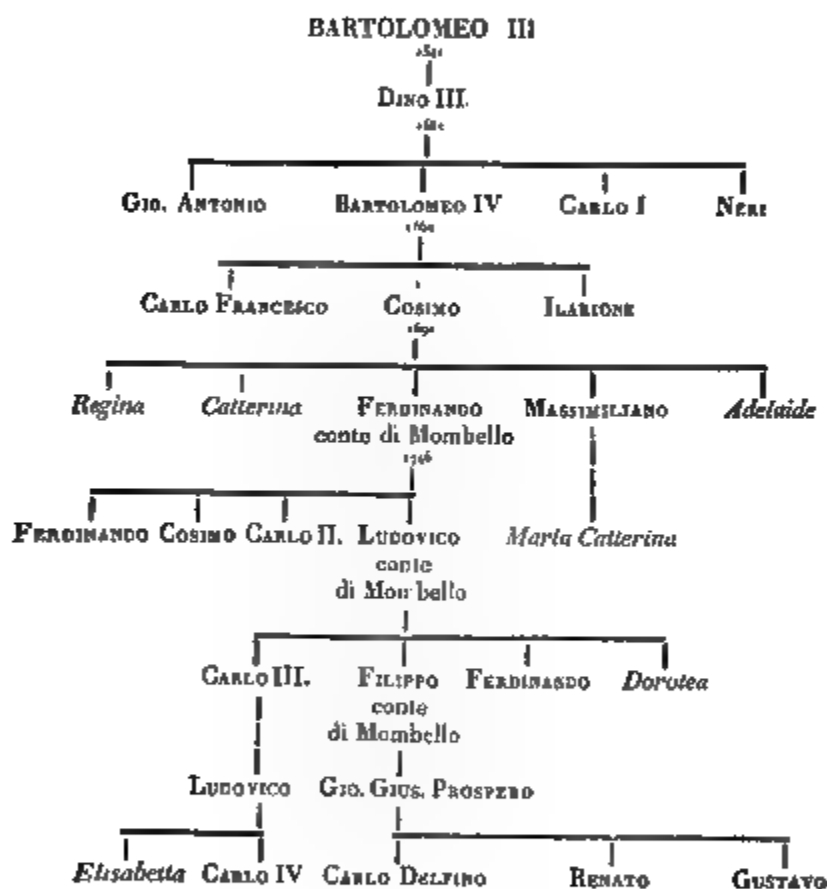 BARTOLOMEO III
DINO III.
GIO. ANTONIO BARTOLOMEO IV CARLO I NERI
CARLO FRANCESCO COSIMO ILARIONE
Regina Catterina FERDINANDO MASSIMILIANO Adelaide
conte di Mombello
1746
FERDINANDO COSIMO CARLO II. LUDOVICO Maria Catterina
conte
di Mombello
CARLO III. FILIPPO FERDINANDO Dorotea
conte
di Mombello
LUDOVICO GIO. GIUS. PROSPERO
Elisabetta CARLO IV CARLO DELFINO RENATO GUSTAVO